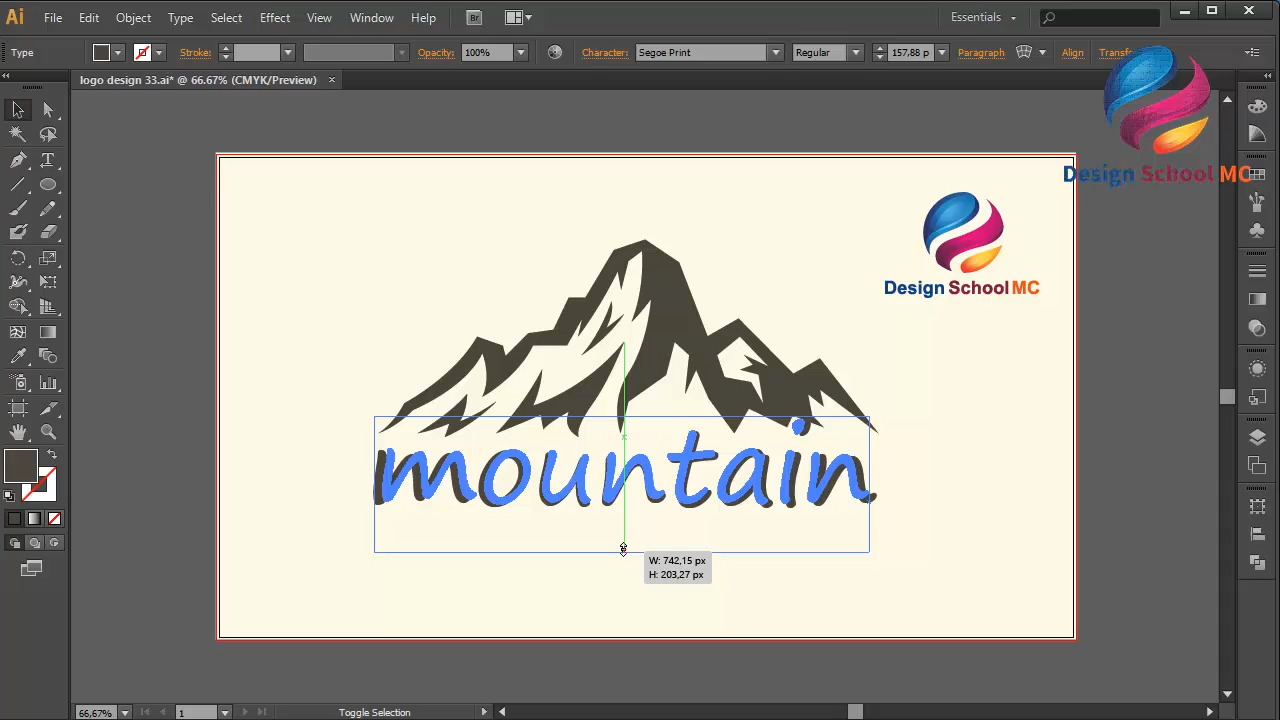 Ai File Edit Object Type Select Effect View Window Help Br Essentials
Type Stroke: Opacity: 100% Character: Segoe Print Regular 157,88 p Paragraph Align
logo design 33.ai* @ 66.67% (CMYK/Preview) ×
Design School MC
Design School MC
mountain
W: 742,15 px
H: 203,27 px
66,67% 1 Toggle Selection